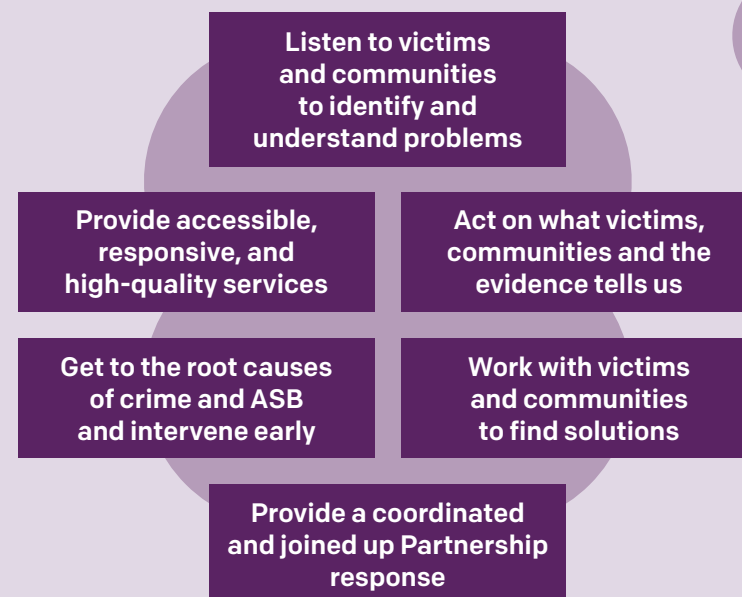 Listen to victims
and communities
to identify and
understand problems
Provide accessible,
responsive, and
high-quality services
Act on what victims,
communities and the
evidence tells us
Get to the root causes
of crime and ASB
and intervene early
Work with victims
and communities
to find solutions
Provide a coordinated
and joined up Partnership
response